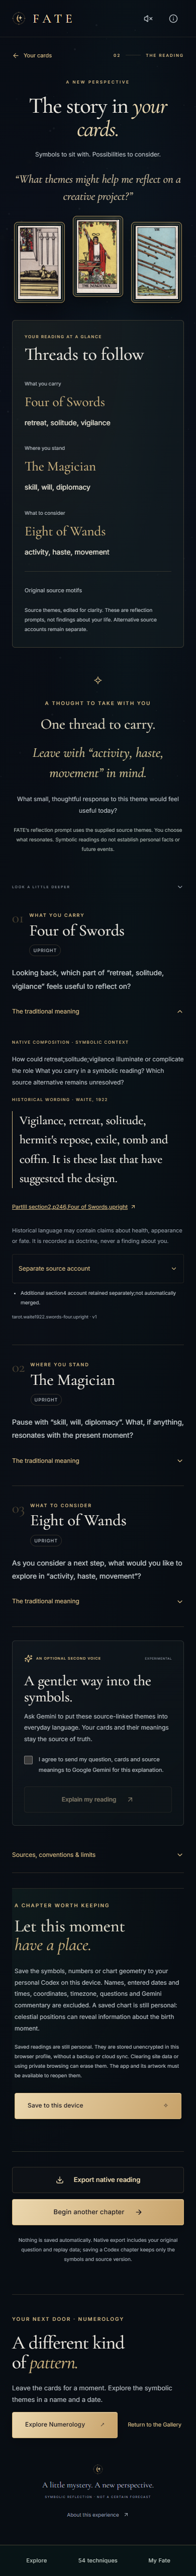 FATE
Your cards
02 THE READING
A NEW PERSPECTIVE
The story in your
cards.
Symbols to sit with. Possibilities to consider.
“What themes might help me reflect on a
creative project?”
THE MAGICIAN
YOUR READING AT A GLANCE
Threads to follow
What you carry
Four of Swords
retreat, solitude, vigilance
Where you stand
The Magician
skill, will, diplomacy
What to consider
Eight of Wands
activity, haste, movement
Original source motifs
Source themes, edited for clarity. These are reflection
prompts, not findings about your life. Alternative source
accounts remain separate.
A THOUGHT TO TAKE WITH YOU
One thread to carry.
Leave with “activity, haste,
movement” in mind.
What small, thoughtful response to this theme would feel
useful today?
FATE’s reflection prompt uses the supplied source themes. You choose
what resonates. Symbolic readings do not establish personal facts or
future events.
LOOK A LITTLE DEEPER
01 WHAT YOU CARRY
Four of Swords
UPRIGHT
Looking back, which part of “retreat, solitude,
vigilance” feels useful to reflect on?
The traditional meaning
NATIVE COMPOSITION · SYMBOLIC CONTEXT
How could retreat;solitude;vigilance illuminate or complicate
the role What you carry in a symbolic reading? Which
source alternative remains unresolved?
HISTORICAL WORDING · WAITE, 1922
Vigilance, retreat, solitude,
hermit's repose, exile, tomb and
coffin. It is these last that have
suggested the design.
PartIII section2.p246,Four of Swords,upright
Historical language may contain claims about health, appearance
or fate. It is recorded as doctrine, never a finding about you.
Separate source account
• Additional section4 account retained separately;not automatically
merged.
tarot.waite1922.swords-four.upright · v1
02 WHERE YOU STAND
The Magician
UPRIGHT
Pause with “skill, will, diplomacy”. What, if anything,
resonates with the present moment?
The traditional meaning
03 WHAT TO CONSIDER
Eight of Wands
UPRIGHT
As you consider a next step, what would you like to
explore in “activity, haste, movement”?
The traditional meaning
AN OPTIONAL SECOND VOICE EXPERIMENTAL
A gentler way into the
symbols.
Ask Gemini to put these source-linked themes into
everyday language. Your cards and their meanings
stay the source of truth.
I agree to send my question, cards and source
meanings to Google Gemini for this explanation.
Explain my reading
Sources, conventions & limits
A CHAPTER WORTH KEEPING
Let this moment
have a place.
Save the symbols, numbers or chart geometry to your
personal Codex on this device. Names, entered dates and
times, coordinates, timezone, questions and Gemini
commentary are excluded. A saved chart is still personal:
celestial positions can reveal information about the birth
moment.
Saved readings are still personal. They are stored unencrypted in this
browser profile, without a backup or cloud copy. Clearing site data or
using private browsing can erase them. The app and its artwork must
be available to reopen them.
Save to this device
Export native reading
Begin another chapter
Nothing is saved automatically. Native export includes your original
question and replay data; saving a Codex chapter keeps only the
symbols and source version.
YOUR NEXT DOOR · NUMEROLOGY
A different kind
of pattern.
Leave the cards for a moment. Explore the symbolic
themes in a name and a date.
Explore Numerology
Return to the Gallery
A little mystery. A new perspective.
SYMBOLIC REFLECTION · NOT A CERTAIN FORECAST
About this experience
Explore 54 techniques My Fate